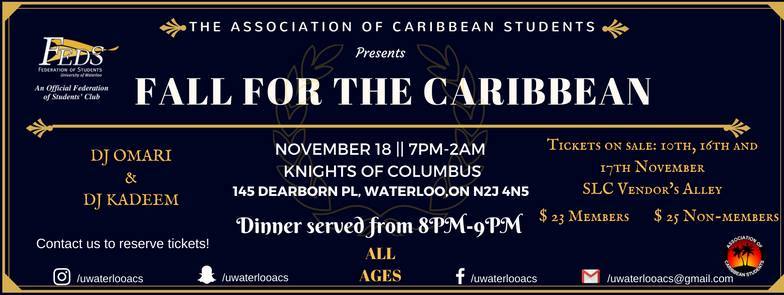 THE ASSOCIATION OF CARIBBEAN STUDENTS
Presents
FALL FOR THE CARIBBEAN
FEDS
FEDERATION OF STUDENTS
University of Waterloo
An Official Federation
of Students' Club
DJ OMARI
&
DJ KADEEM
NOVEMBER 18 || 7PM-2AM
KNIGHTS OF COLUMBUS
145 DEARBORN PL, WATERLOO,ON N2J 4N5
Dinner served from 8PM-9PM
ALL
AGES
TICKETS ON SALE: 10TH, 16TH AND
17TH NOVEMBER
SLC VENDOR'S ALLEY
$ 23 MEMBERS $ 25 NON-MEMBERS
Contact us to reserve tickets!
/uwaterlooacs
/uwaterlooacs
/uwaterlooacs
/uwaterlooacs@gmail.com
ASSOCIATION OF
CARIBBEAN STUDENTS